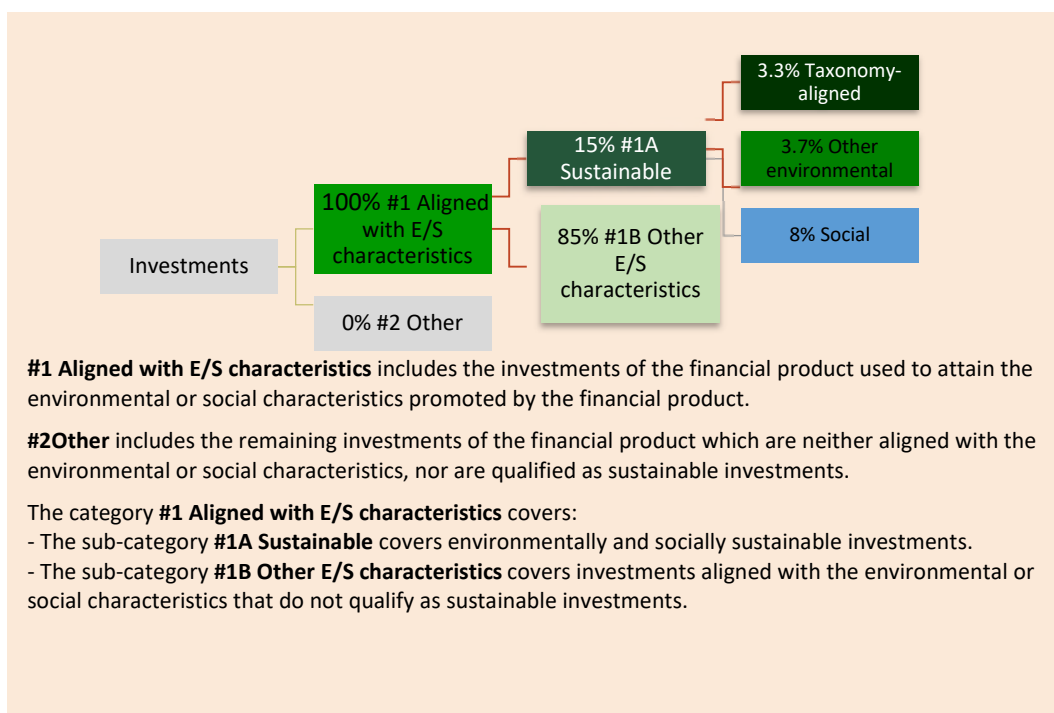 3.3% Taxonomy-
aligned
15% #1A
Sustainable
3.7% Other
environmental
100% #1 Aligned
with E/S
characteristics
85% #1B Other
E/S
characteristics
8% Social
Investments
0% #2 Other
#1 Aligned with E/S characteristics includes the investments of the financial product used to attain the
environmental or social characteristics promoted by the financial product.
#2Other includes the remaining investments of the financial product which are neither aligned with the
environmental or social characteristics, nor are qualified as sustainable investments.
The category #1 Aligned with E/S characteristics covers:
- The sub-category #1A Sustainable covers environmentally and socially sustainable investments.
- The sub-category #1B Other E/S characteristics covers investments aligned with the environmental or
social characteristics that do not qualify as sustainable investments.